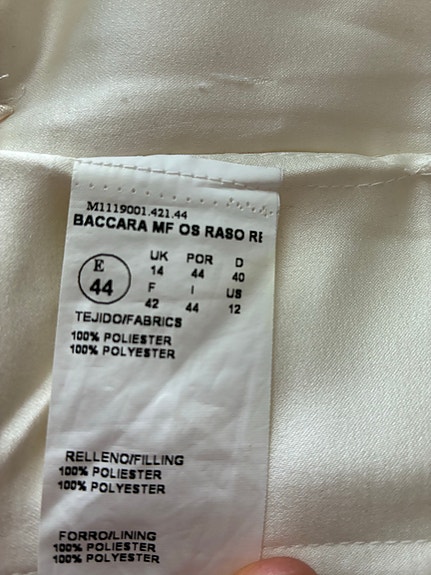 M1119001.421.44
BACCARA MF OS RASO
E UK POR D
44 14 44 40
F I US
42 44 12
TEJIDO/FABRICS
100% POLIESTER
100% POLYESTER
RELLENO/FILLING
100% POLIESTER
100% POLYESTER
FORRO/LINING
100% POLIESTER
100% POLYESTER